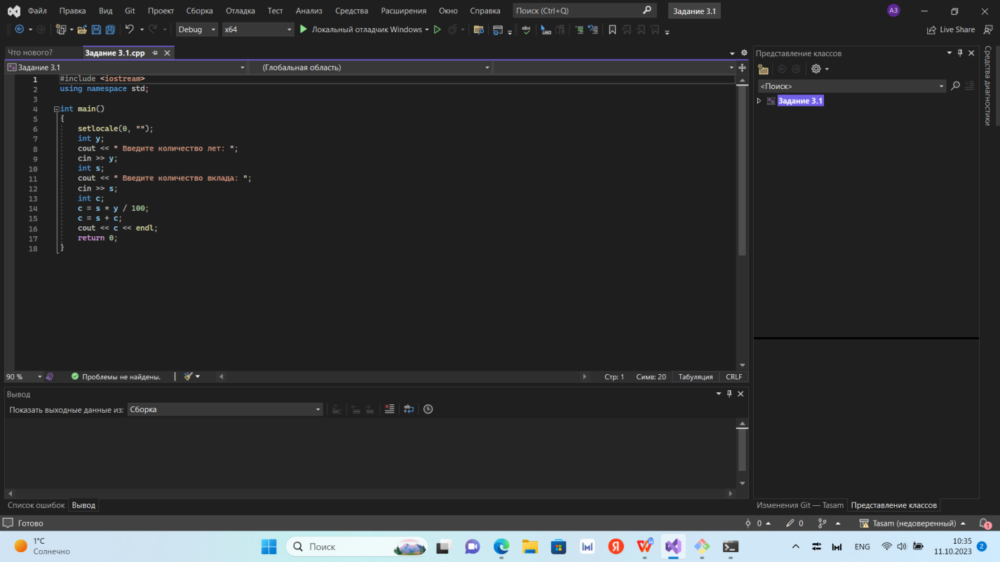 Файл Правка Вид Git Проект Сборка Отладка Тест Анализ Средства Расширения Окно Справка Поиск (Ctrl+Q) Задание 3.1 АЗ
Debug x64 Локальный отладчик Windows Live Share
Что нового? Задание 3.1.cpp
Задание 3.1 (Глобальная область)
1 #include <iostream>
2 using namespace std;
3
4 int main()
5 {
6 setlocale(0, "");
7 int y;
8 cout << " Введите количество лет: ";
9 cin >> y;
10 int s;
11 cout << " Введите количество вклада: ";
12 cin >> s;
13 int c;
14 c = s * y / 100;
15 c = s + c;
16 cout << c << endl;
17 return 0;
18 }
90 % Проблемы не найдены. Стр: 1 Симв: 20 Табуляция CRLF
Вывод
Показать выходные данные из: Сборка
Список ошибок Вывод
Представление классов
<Поиск>
Задание 3.1
Изменения Git — Tasam Представление классов
Средства диагностики
Готово 0 0 Tasam (недоверенный) 1
1°C
Солнечно
Поиск
ENG
10:35
11.10.2023
2